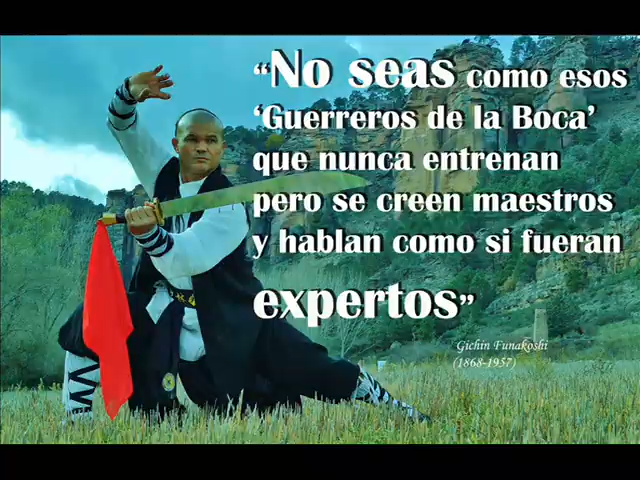 “No seas como esos
‘Guerreros de la Boca’
que nunca entrenan
pero se creen maestros
y hablan como si fueran
expertos”
Gichin Funakoshi
(1868-1957)